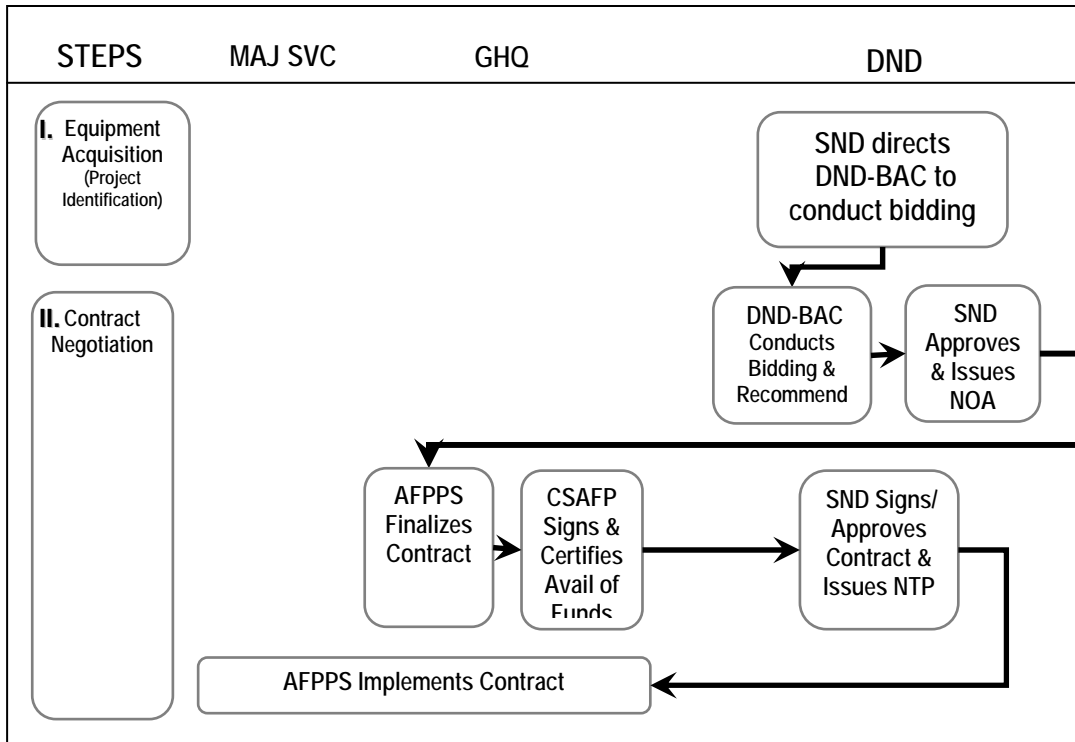 STEPS MAJ SVC GHQ DND
I. Equipment
Acquisition
(Project
Identification)
SND directs
DND-BAC to
conduct bidding
II. Contract
Negotiation
DND-BAC
Conducts
Bidding &
Recommend
SND
Approves
& Issues
NOA
AFPPS
Finalizes
Contract
CSAFP
Signs &
Certifies
Avail of
Funds
SND Signs/
Approves
Contract &
Issues NTP
AFPPS Implements Contract